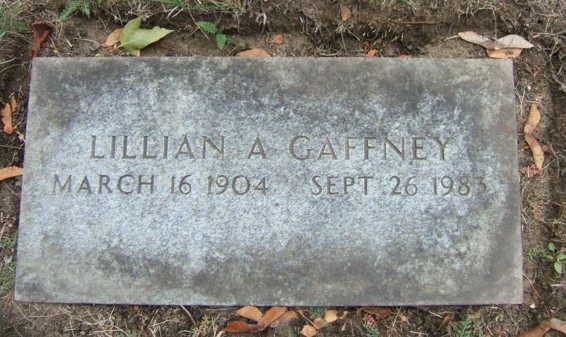 LILLIAN A GAFFNEY
MARCH 16 1904 SEPT 26 1983